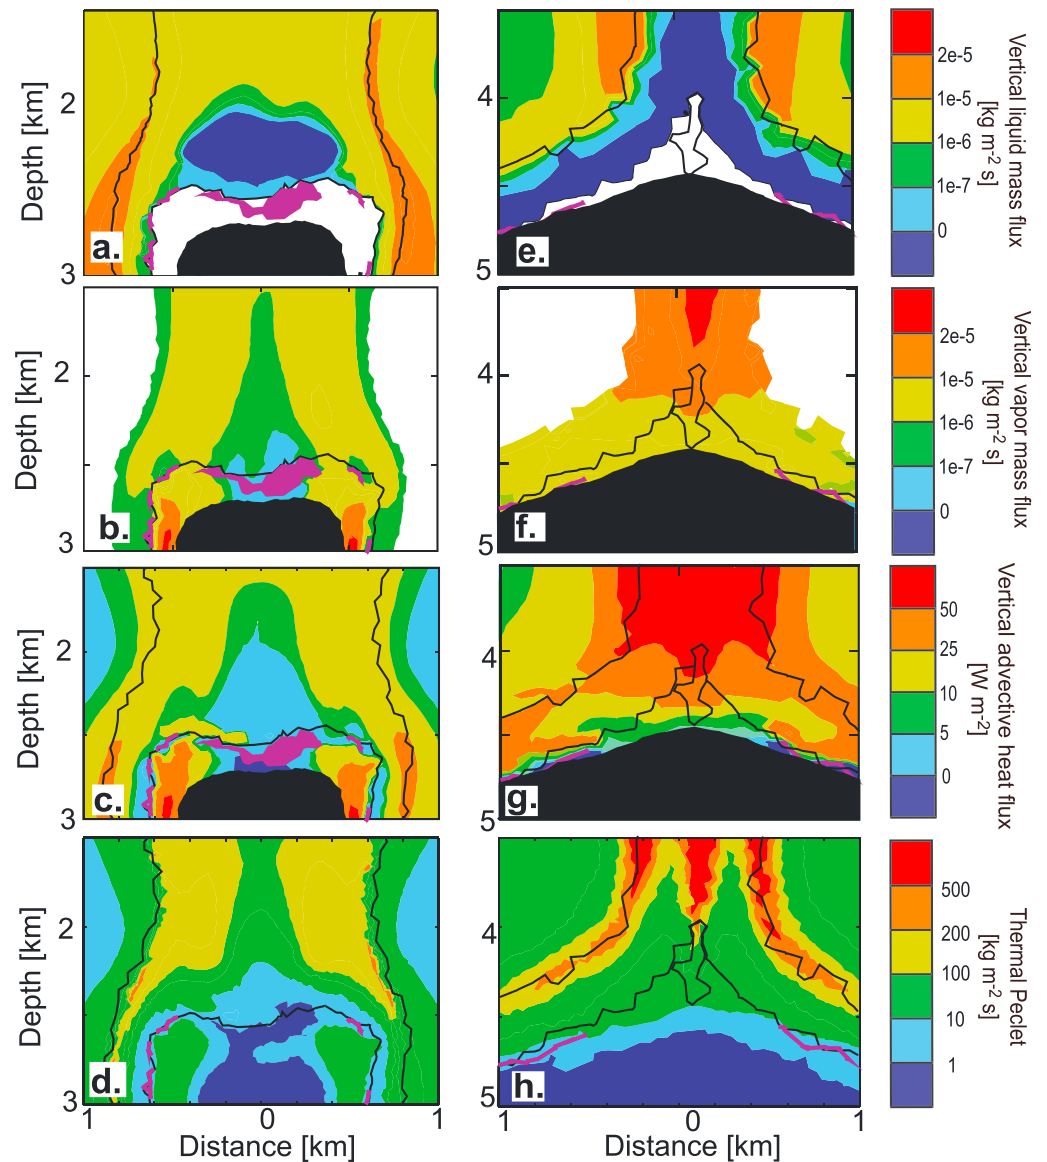 a.
Depth [km]
2
3
e.
4
5
2e-5
1e-5
1e-6
1e-7
0
Vertical liquid mass flux
[kg m-2 s]
b.
Depth [km]
2
3
f.
4
5
2e-5
1e-5
1e-6
1e-7
0
Vertical vapor mass flux
[kg m-2 s]
c.
Depth [km]
2
3
g.
4
5
50
25
10
5
0
Vertical advective heat flux
[W m-2]
d.
Depth [km]
2
3
h.
4
5
500
200
100
10
1
Thermal Peclet
[kg m-2 s]
1 0 1
Distance [km]
1 0 1
Distance [km]